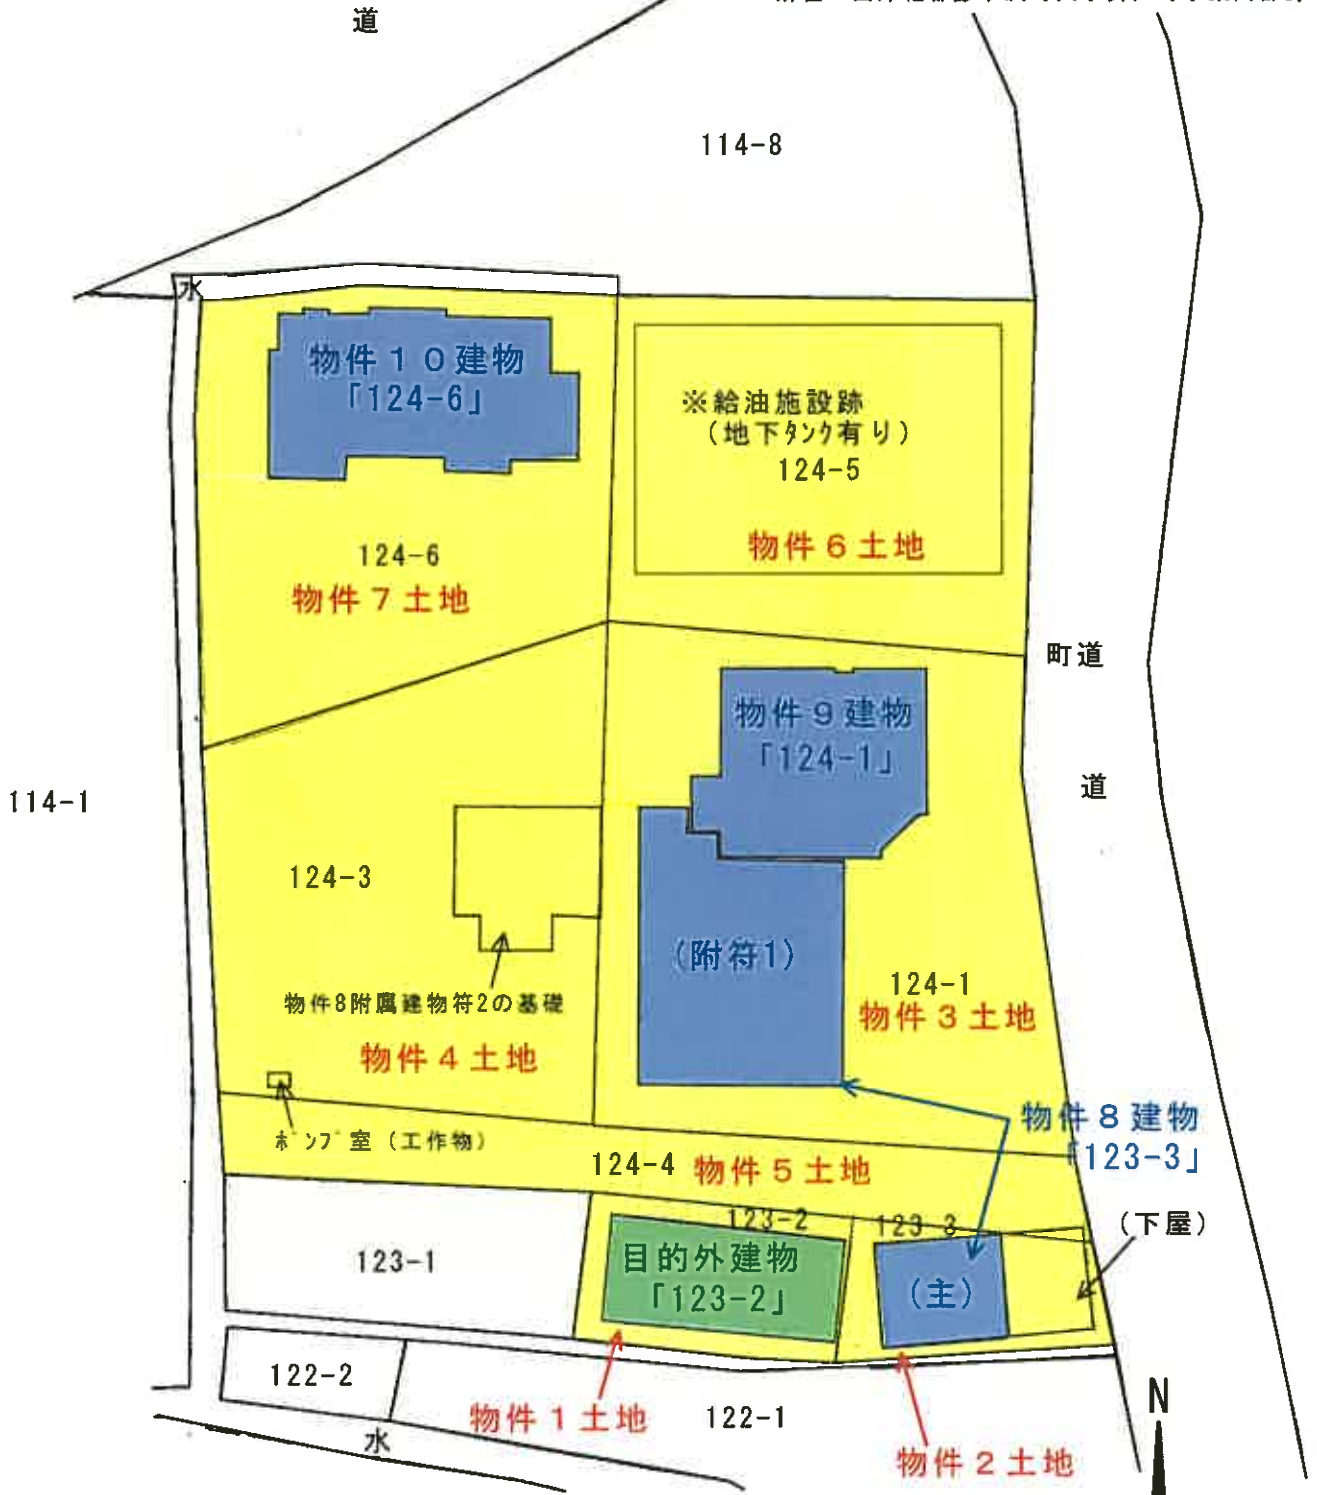 道
114-8
水
物件10建物
「124-6」
※給油施設跡
(地下タンク有り)
124-5
物件6土地
124-6
物件7土地
町道
物件9建物
「124-1」
道
114-1
124-3
(附符1)
124-1
物件3土地
物件8附属建物符2の基礎
物件4土地
物件8建物
「123-3」
ポンプ室(工作物)
124-4 物件5土地
123-2
123-3
(下屋)
目的外建物
「123-2」
123-1
(主)
122-2
物件1土地
122-1
N
水
物件2土地